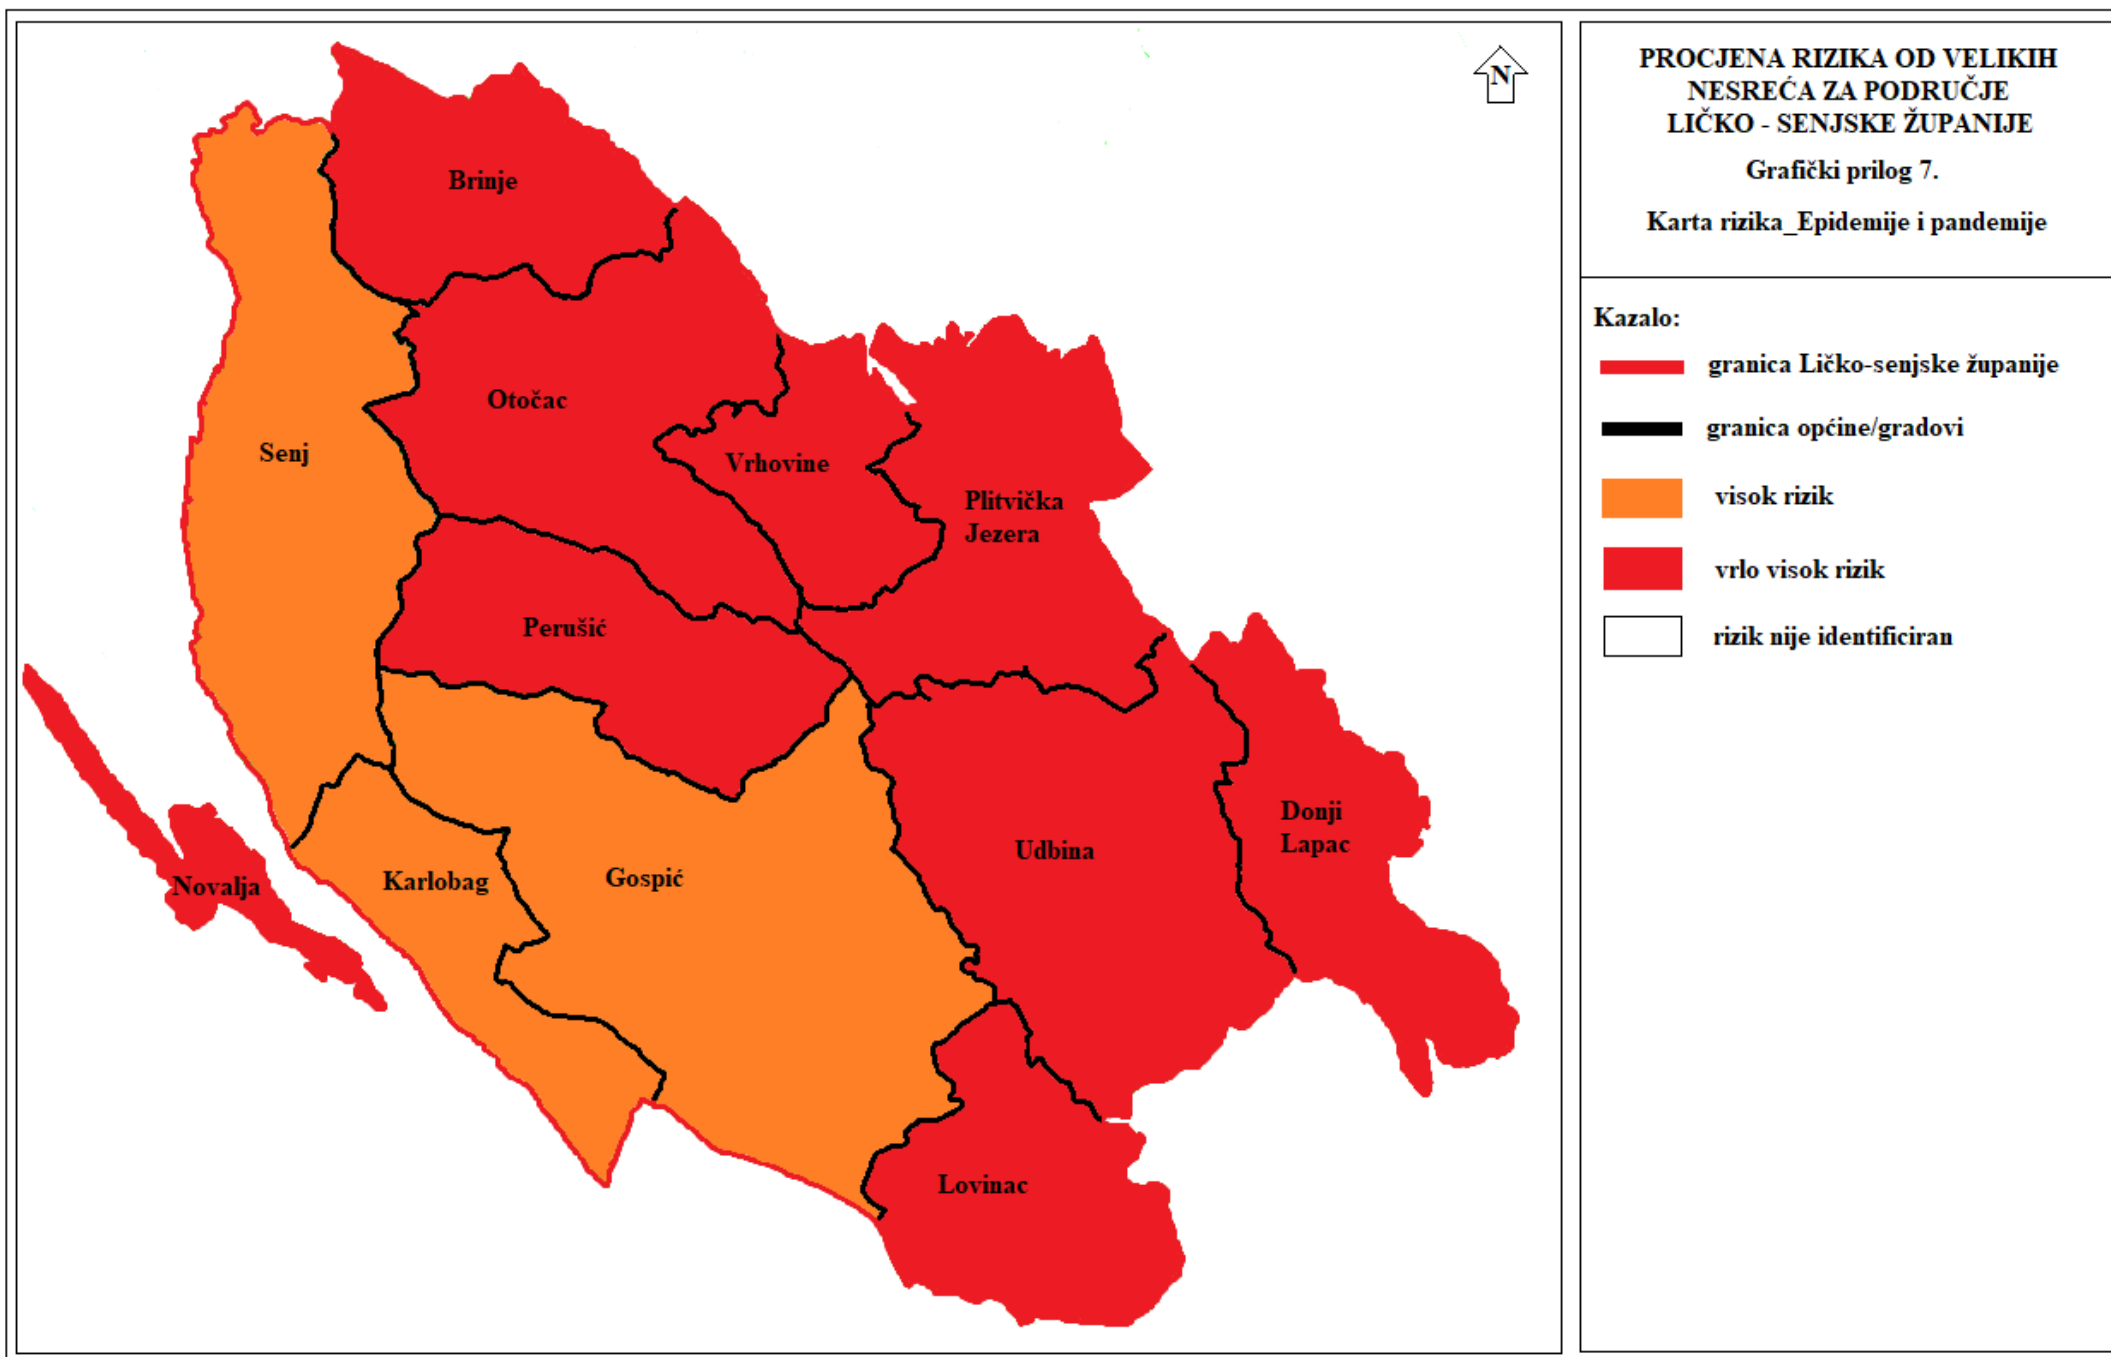 N
Brinje
Otočac
Senj
Vrhovine
Plitvička
Jezera
Perušić
Donji
Lapac
Udbina
Novalja
Karlobag
Gospić
Lovinac
PROCJENA RIZIKA OD VELIKIH
NESREĆA ZA PODRUČJE
LIČKO - SENJSKE ŽUPANIJE
Grafički prilog 7.
Karta rizika_Epidemije i pandemije
Kazalo:
granica Ličko-senjske županije
granica općine/gradovi
visok rizik
vrlo visok rizik
rizik nije identificiran